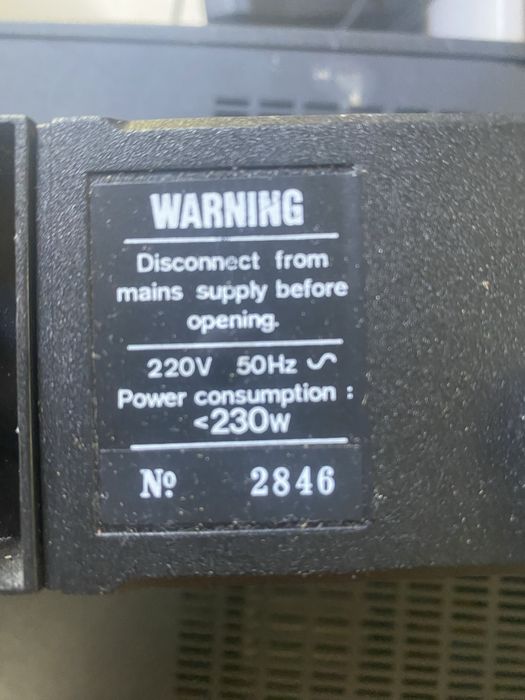 WARNING
Disconnect from
mains supply before
opening.
220V 50Hz ∿
Power consumption :
<230W
Nº 2846